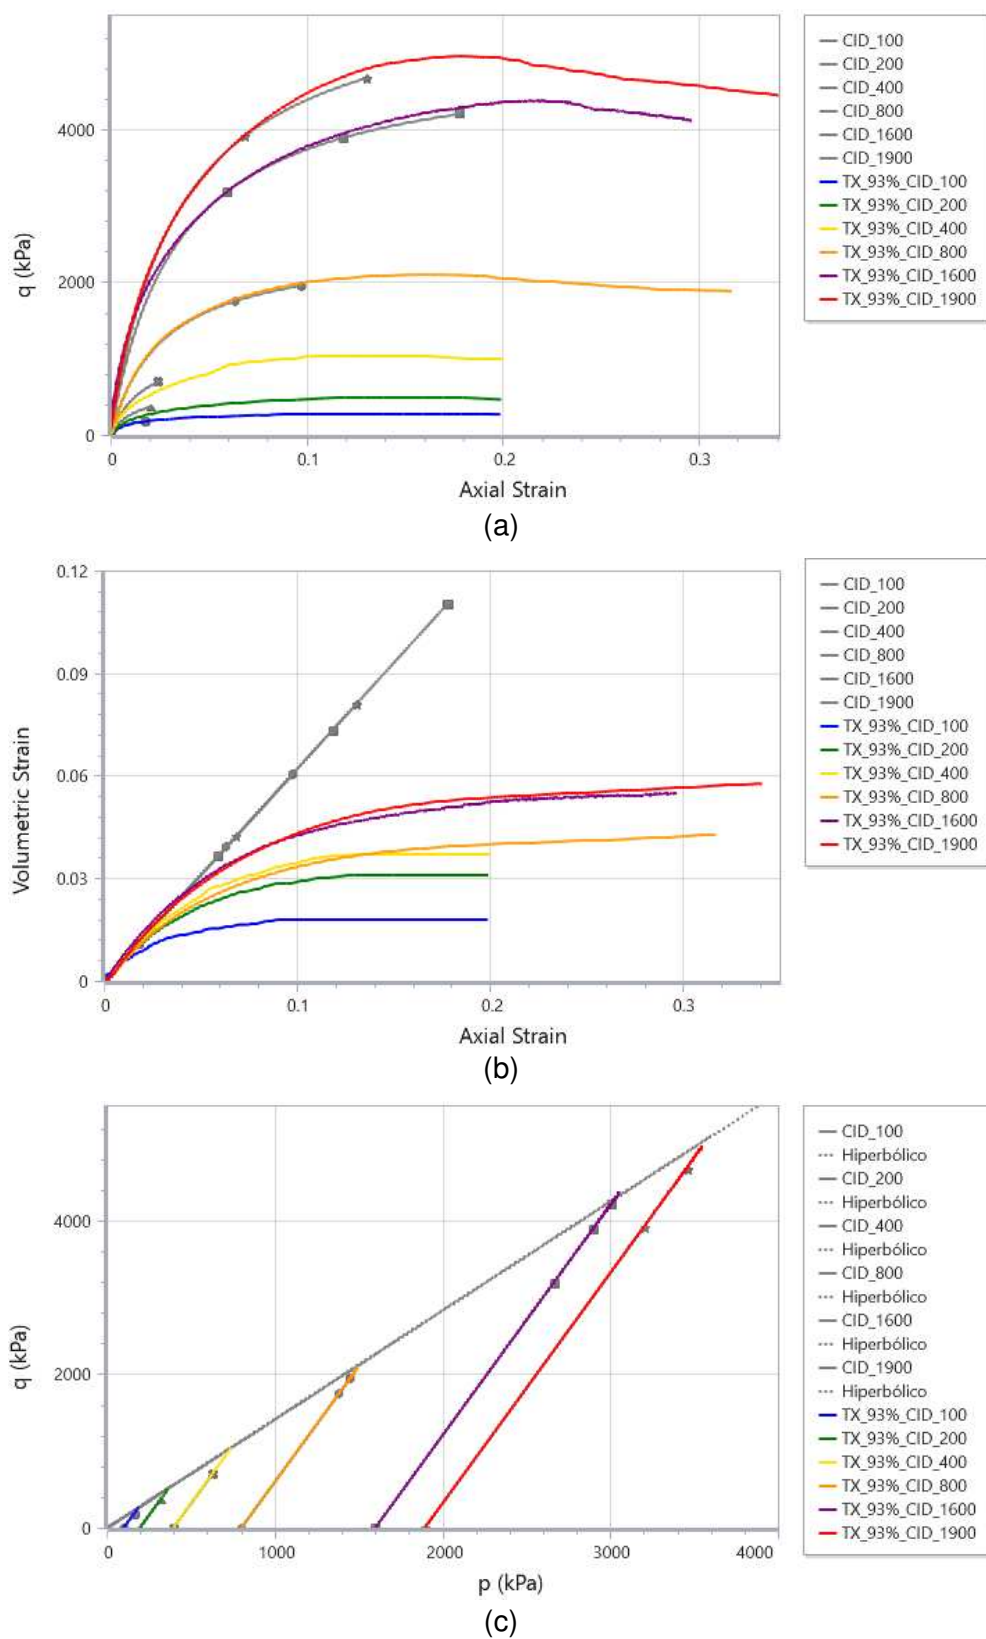 4000
2000
0
q (kPa)
0
0.1
0.2
0.3
Axial Strain
CID_100
CID_200
CID_400
CID_800
CID_1600
CID_1900
TX_93%_CID_100
TX_93%_CID_200
TX_93%_CID_400
TX_93%_CID_800
TX_93%_CID_1600
TX_93%_CID_1900
(a)
0.12
0.09
0.06
0.03
0
Volumetric Strain
0
0.1
0.2
0.3
Axial Strain
CID_100
CID_200
CID_400
CID_800
CID_1600
CID_1900
TX_93%_CID_100
TX_93%_CID_200
TX_93%_CID_400
TX_93%_CID_800
TX_93%_CID_1600
TX_93%_CID_1900
(b)
4000
2000
0
q (kPa)
0
1000
2000
3000
4000
p (kPa)
CID_100
Hiperbólico
CID_200
Hiperbólico
CID_400
Hiperbólico
CID_800
Hiperbólico
CID_1600
Hiperbólico
CID_1900
Hiperbólico
TX_93%_CID_100
TX_93%_CID_200
TX_93%_CID_400
TX_93%_CID_800
TX_93%_CID_1600
TX_93%_CID_1900
(c)